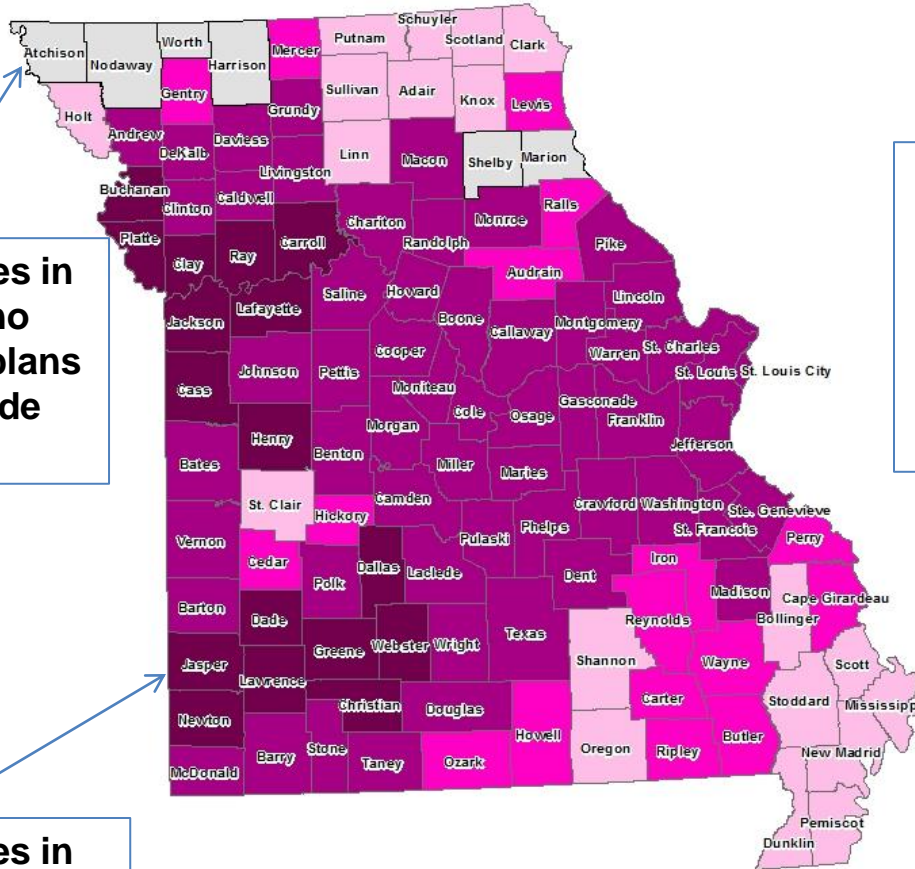 Schuyler
Atchison Nodaway Worth Harrison Mercer Putnam Scotland Clark
Gentry Grundy Sullivan Adair Knox Lewis
Holt Andrew DeKalb Daviess Livingston Linn Macon Shelby Marion
Buchanan Clinton Caldwell Chariton Randolph Monroe Ralls Pike
Platte Clay Ray Carroll Audrain
Saline Howard Boone Callaway Montgomery Lincoln
Jackson Lafayette Cooper Warren St. Charles
Cass Johnson Pettis Moniteau Cole Osage Gasconade Franklin St. Louis St. Louis City
Henry Benton Morgan Miller Maries Jefferson
Bates St. Clair Hickory Camden Pulaski Phelps Crawford Washington St. Francois Ste. Genevieve
Vernon Cedar Polk Dallas Laclede Dent Iron Madison Perry
Barton Dade Greene Webster Wright Texas Reynolds Bollinger Cape Girardeau
Jasper Lawrence Christian Douglas Shannon Wayne Scott
Newton Carter Stoddard Mississipp
McDonald Barry Stone Taney Ozark Howell Oregon Ripley Butler New Madrid
Dunklin Pemiscot
es in
no
plans
de
es in